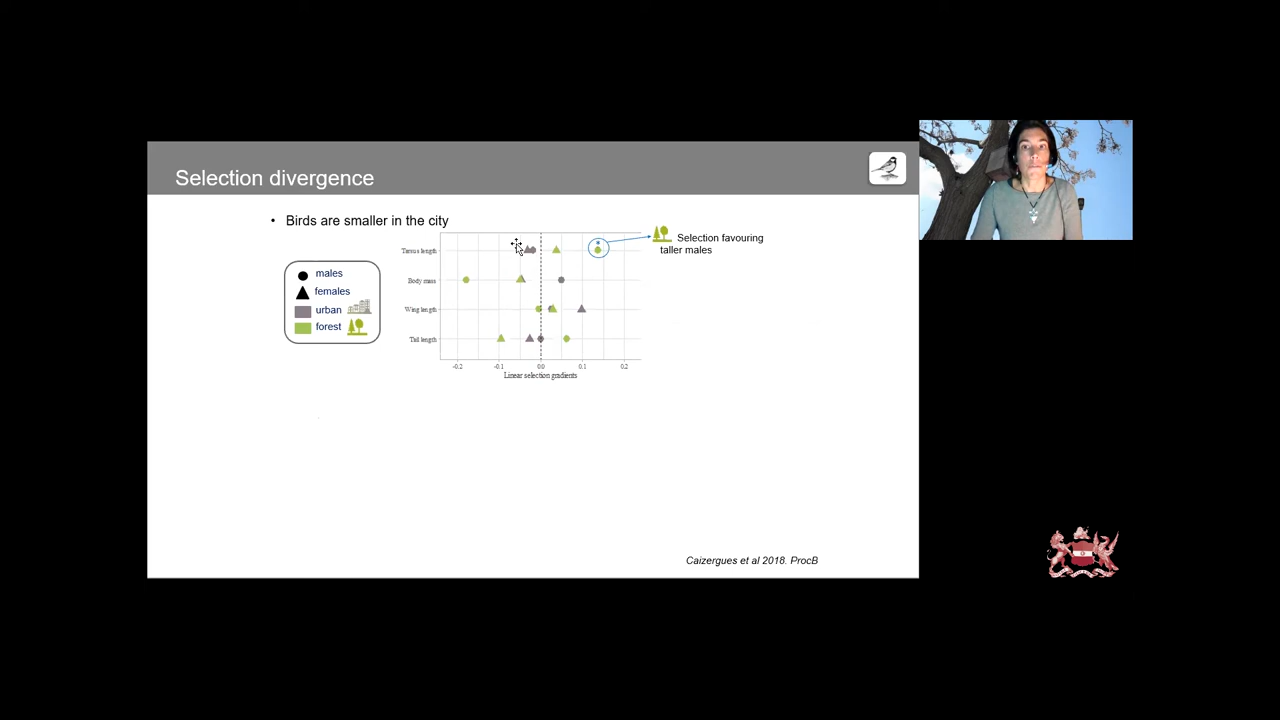 Selection divergence
• Birds are smaller in the city
males
females
urban
forest
Tarsus length
Body mass
Wing length
Tail length
-0.2 -0.1 0.0 0.1 0.2
Linear selection gradients
*
Selection favouring
taller males
Caizergues et al 2018. ProcB